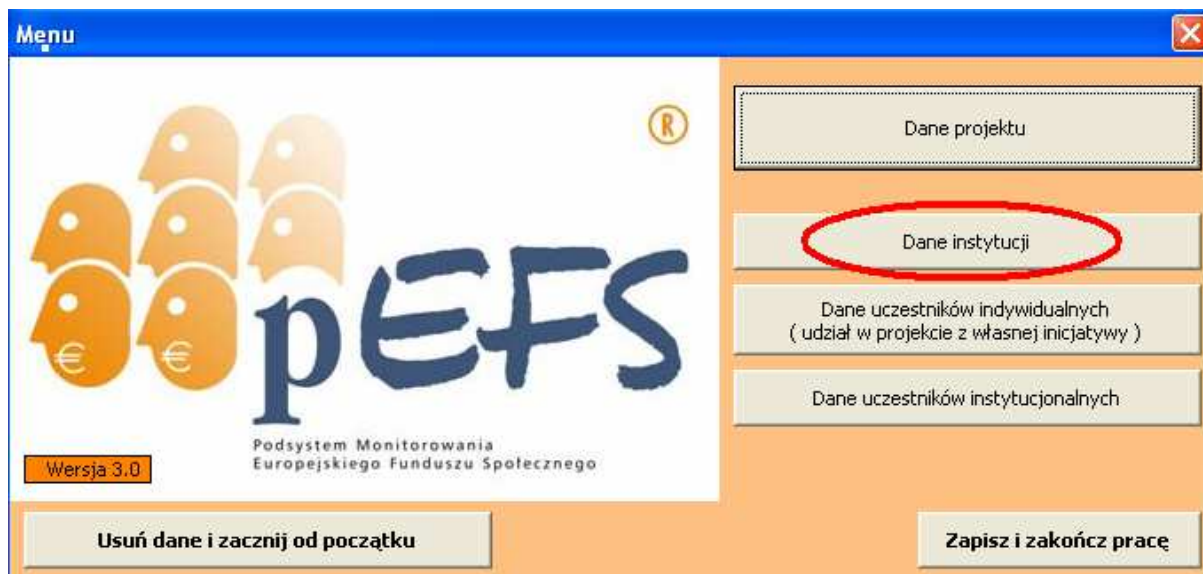 Menu
®
Dane projektu
Dane instytucji
Dane uczestników indywidualnych
( udział w projekcie z własnej inicjatywy )
Dane uczestników instytucjonalnych
€ €
pEFS
Podsystem Monitorowania
Europejskiego Funduszu Społecznego
Wersja 3.0
Usuń dane i zacznij od początku
Zapisz i zakończ pracę